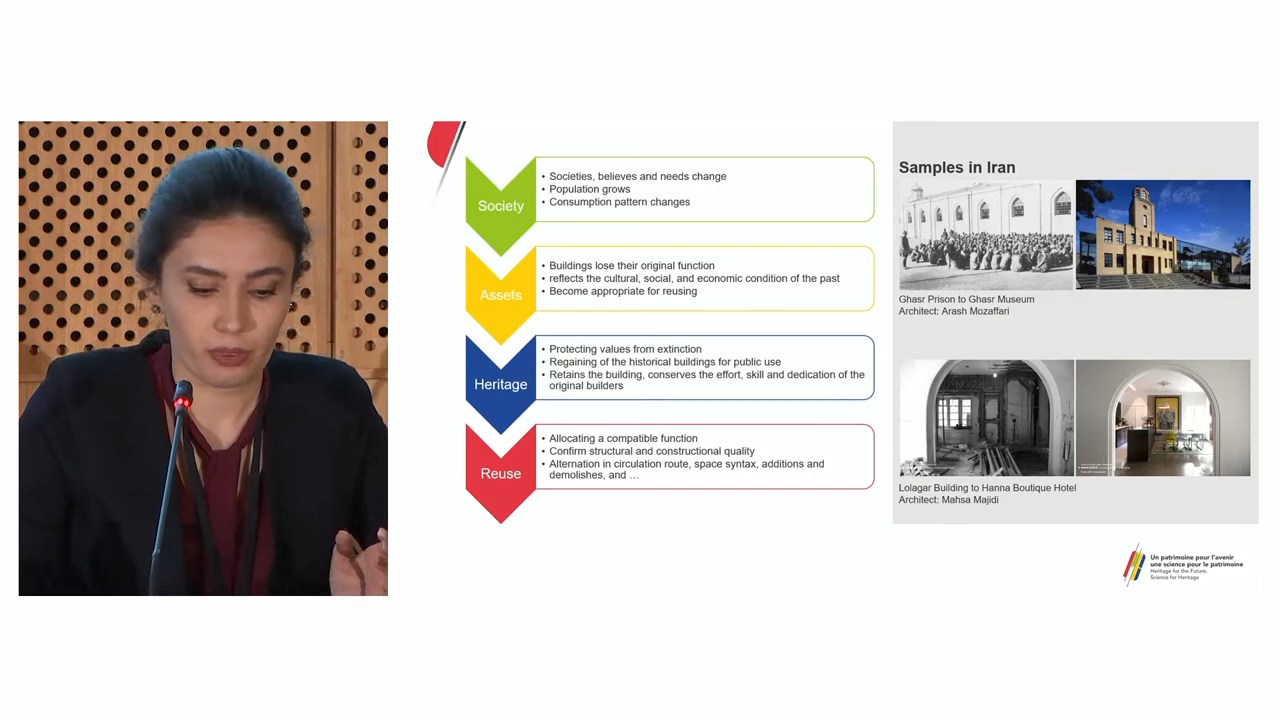 Society
• Societies, believes and needs change
• Population grows
• Consumption pattern changes
Assets
• Buildings lose their original function
• reflects the cultural, social, and economic condition of the past
• Become appropriate for reusing
Heritage
• Protecting values from extinction
• Regaining of the historical buildings for public use
• Retains the building, conserves the effort, skill and dedication of the
original builders
Reuse
• Allocating a compatible function
• Confirm structural and constructional quality
• Alternation in circulation route, space syntax, additions and
demolishes, and …
Samples in Iran
Ghasr Prison to Ghasr Museum
Architect: Arash Mozaffari
Lolagar Building to Hanna Boutique Hotel
Architect: Mahsa Majidi
Un patrimoine pour l'avenir
une science pour le patrimoine
Heritage for the Future,
Science for Heritage